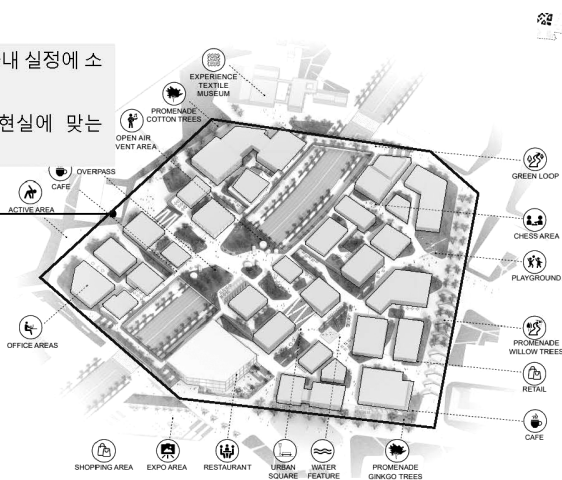 내 실정에 소
현실에 맞는
EXPERIENCE
TEXTILE
MUSEUM
PROMENADE
COTTON TREES
OPEN AIR
VENT AREA
OVERPASS
CAFE
ACTIVE AREA
OFFICE AREAS
GREEN LOOP
CHESS AREA
PLAYGROUND
PROMENADE
WILLOW TREES
RETAIL
CAFE
SHOPPING AREA
EXPO AREA
RESTAURANT
URBAN
SQUARE
WATER
FEATURE
PROMENADE
GINKGO TREES